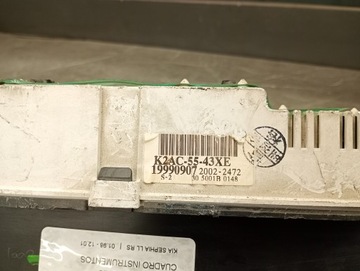 K2AC-55-43XE
19990907 2002-2472
S-2 30 5001H 0148
CUADRO INSTRUMENTOS
KIA SEPHIA LL RS | 01.98 - 12.01